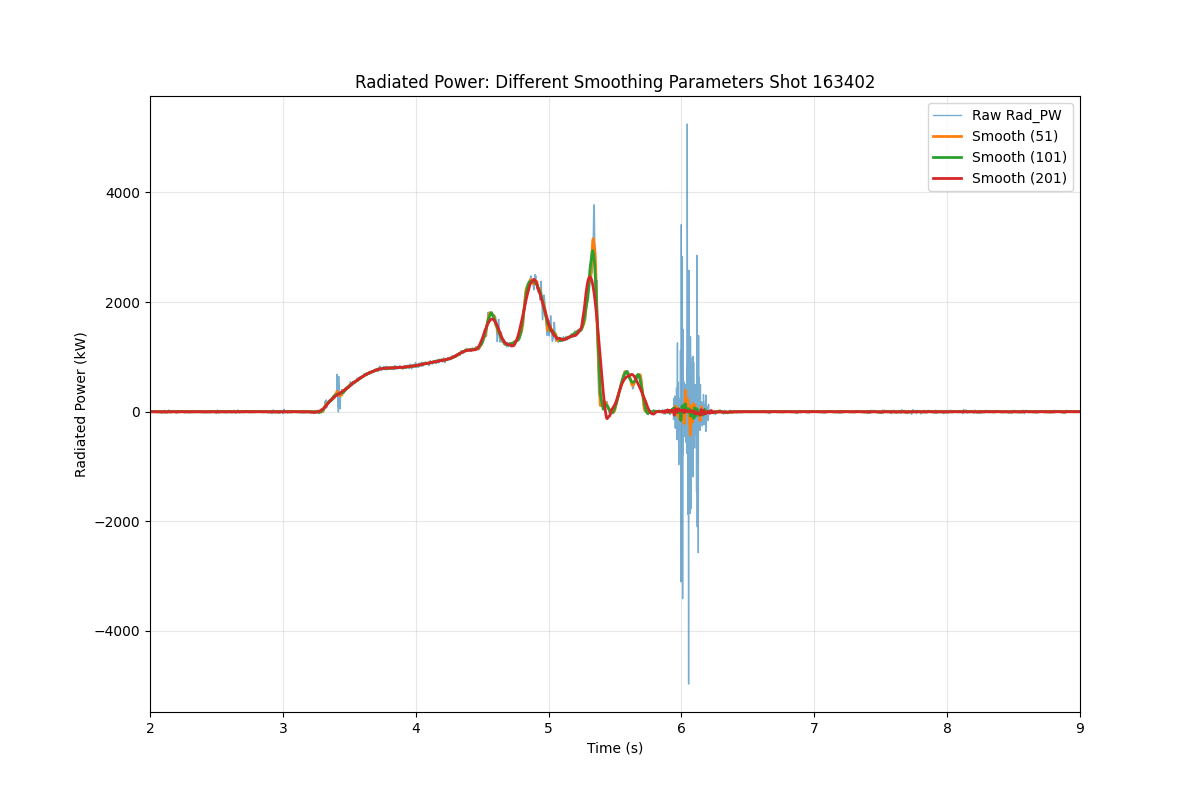 Radiated Power: Different Smoothing Parameters Shot 163402
Raw Rad_PW
Smooth (51)
Smooth (101)
Smooth (201)
Radiated Power (kW)
4000
2000
0
−2000
−4000
2 3 4 5 6 7 8 9
Time (s)